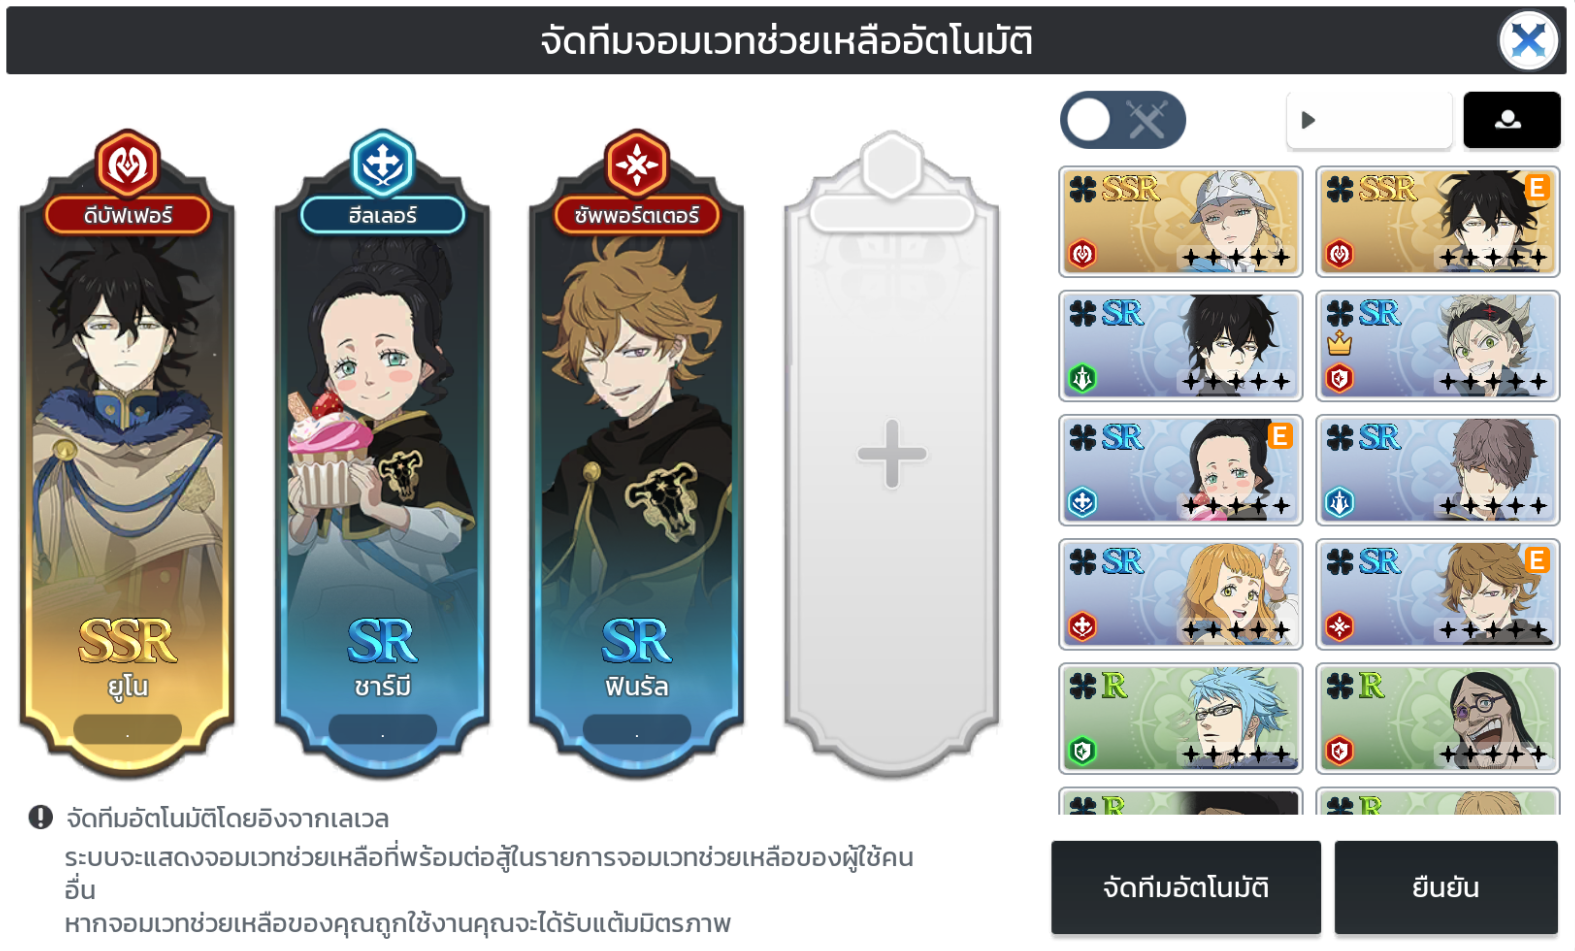 จัดทีมจอมเวทช่วยเหลืออัตโนมัติ
ดีบัฟเฟอร์
ฮีลเลอร์
ซัพพอร์ตเตอร์
SSR
ยูโน
SR
ชาร์มี
SR
ฟินรัล
SSR
SSR
E
SR
SR
SR
E
SR
SR
SR
E
R
R
R
R
จัดทีมอัตโนมัติโดยอิงจากเลเวล
ระบบจะแสดงจอมเวทช่วยเหลือที่พร้อมต่อสู้ในรายการจอมเวทช่วยเหลือของผู้ใช้คน
อื่น
หากจอมเวทช่วยเหลือของคุณถูกใช้งานคุณจะได้รับแต้มมิตรภาพ
จัดทีมอัตโนมัติ
ยืนยัน